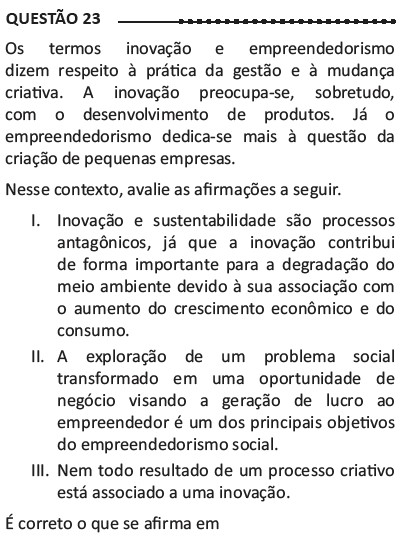 QUESTÃO 23
Os termos inovação e empreendedorismo
dizem respeito à prática da gestão e à mudança
criativa. A inovação preocupa-se, sobretudo,
com o desenvolvimento de produtos. Já o
empreendedorismo dedica-se mais à questão da
criação de pequenas empresas.
Nesse contexto, avalie as afirmações a seguir.
I. Inovação e sustentabilidade são processos
antagônicos, já que a inovação contribui
de forma importante para a degradação do
meio ambiente devido à sua associação com
o aumento do crescimento econômico e do
consumo.
II. A exploração de um problema social
transformado em uma oportunidade de
negócio visando a geração de lucro ao
empreendedor é um dos principais objetivos
do empreendedorismo social.
III. Nem todo resultado de um processo criativo
está associado a uma inovação.
É correto o que se afirma em